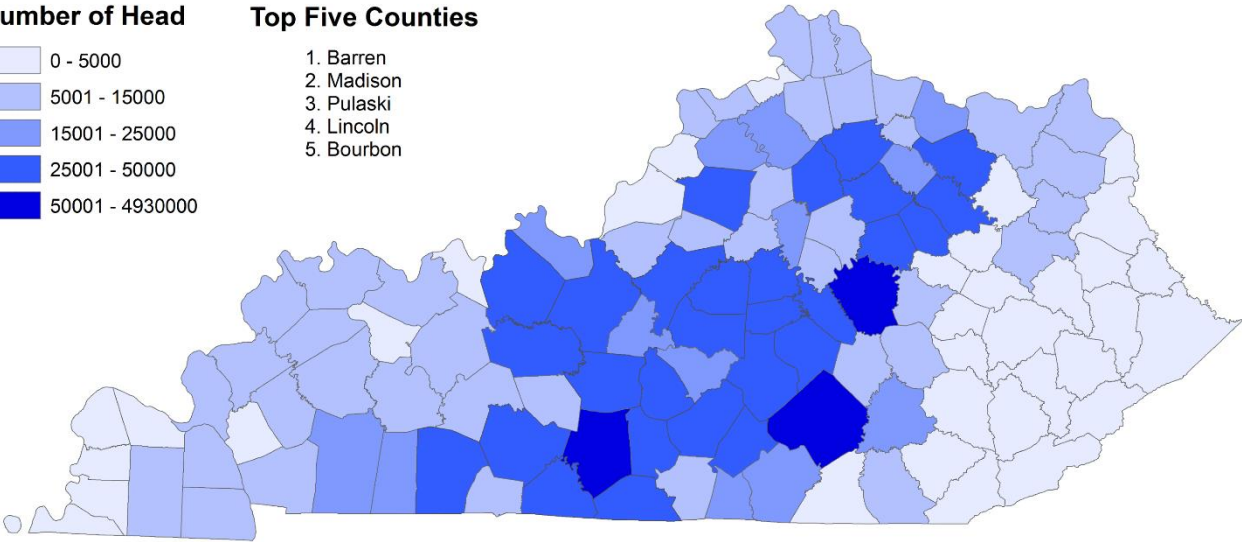 umber of Head
0 - 5000
5001 - 15000
15001 - 25000
25001 - 50000
50001 - 4930000
Top Five Counties
1. Barren
2. Madison
3. Pulaski
4. Lincoln
5. Bourbon